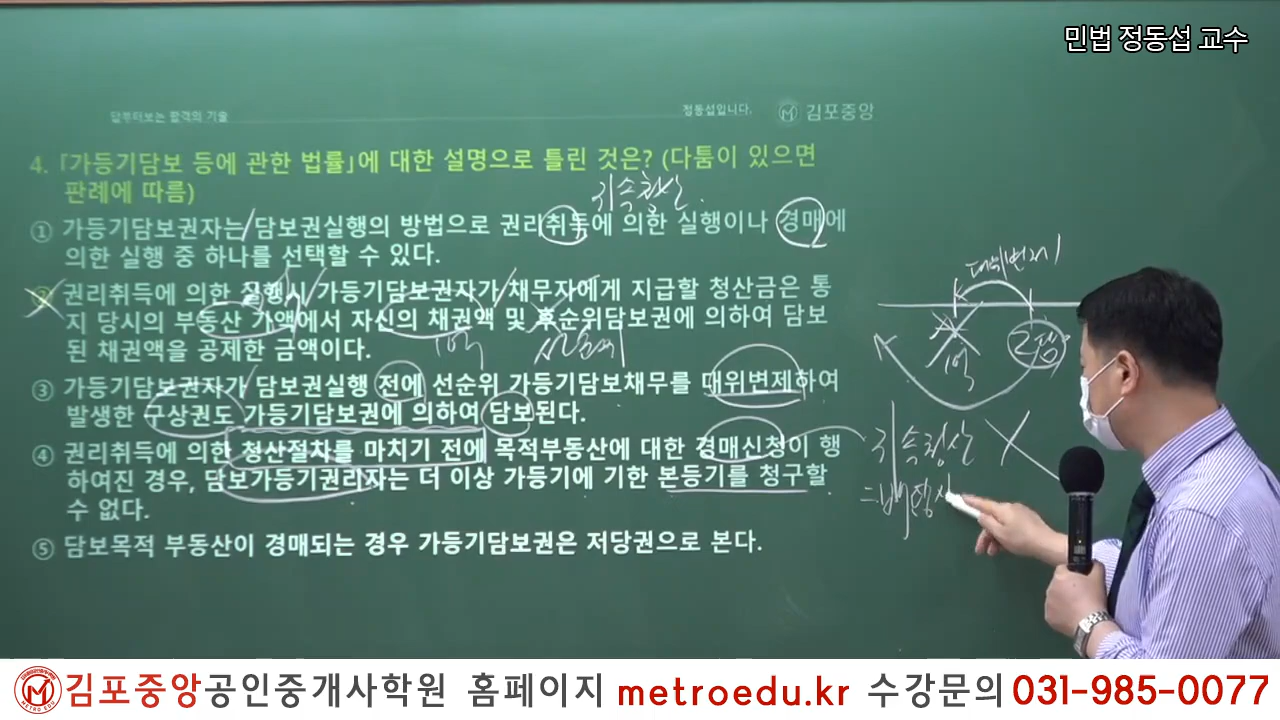 민법 정동섭 교수
답부터보는 합격의 기술
정동섭입니다.
김포중앙
4. 「가등기담보 등에 관한 법률」에 대한 설명으로 틀린 것은? (다툼이 있으면
판례에 따름)
귀속청산
① 가등기담보권자는 담보권실행의 방법으로 권리취득에 의한 실행이나 경매에
의한 실행 중 하나를 선택할 수 있다.
② 권리취득에 의한 실행시 가등기담보권자가 채무자에게 지급할 청산금은 통
지 당시의 부동산 가액에서 자신의 채권액 및 후순위담보권에 의하여 담보
된 채권액을 공제한 금액이다.
1억
선순위
③ 가등기담보권자가 담보권실행 전에 선순위 가등기담보채무를 대위변제하여
발생한 구상권도 가등기담보권에 의하여 담보된다.
④ 권리취득에 의한 청산절차를 마치기 전에 목적부동산에 대한 경매신청이 행
하여진 경우, 담보가등기권리자는 더 이상 가등기에 기한 본등기를 청구할
수 없다.
⑤ 담보목적 부동산이 경매되는 경우 가등기담보권은 저당권으로 본다.
대위변제
1억
귀속청산
METRO EDU
김포중앙공인중개사학원 홈페이지 metroedu.kr 수강문의 031-985-0077